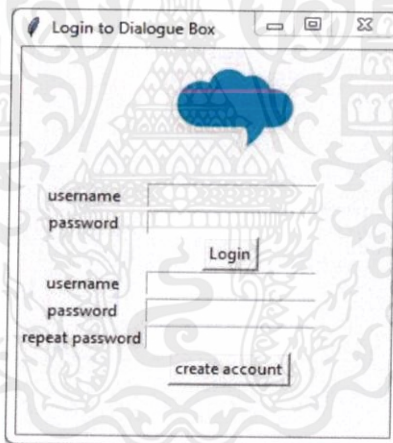 Login to Dialogue Box
username
password
Login
username
password
repeat password
create account